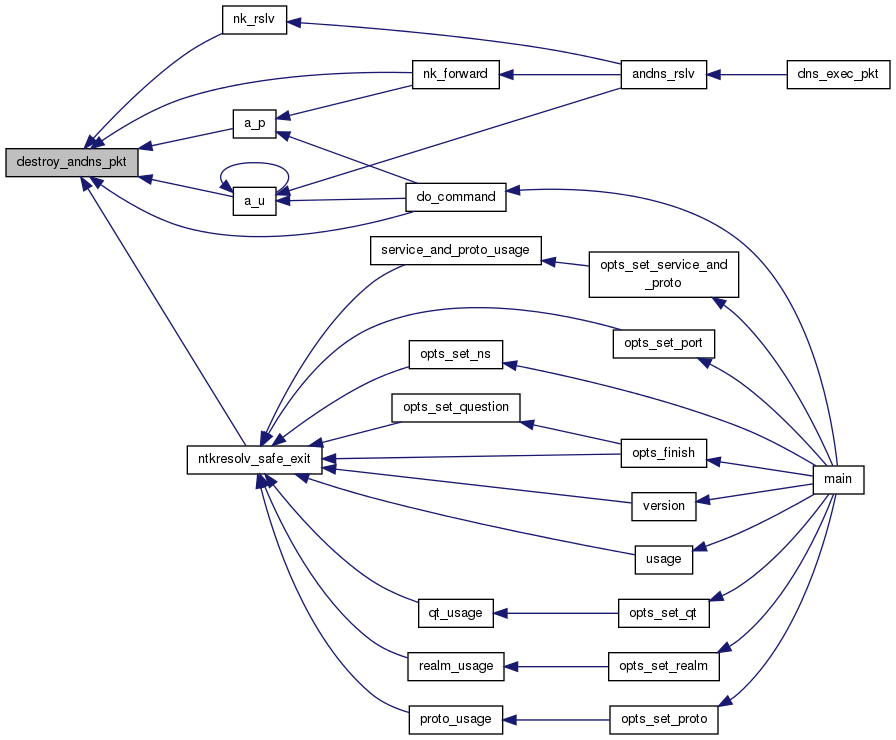 nk_rslv
nk_forward
andns_rslv
dns_exec_pkt
a_p
destroy_andns_pkt
a_u
do_command
service_and_proto_usage
opts_set_service_and
_proto
opts_set_port
opts_set_ns
opts_set_question
ntkresolv_safe_exit
opts_finish
main
version
usage
qt_usage
opts_set_qt
realm_usage
opts_set_realm
proto_usage
opts_set_proto